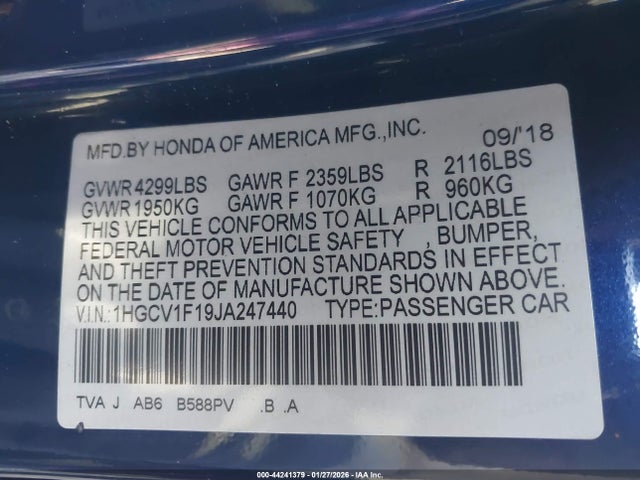 MFD.BY HONDA OF AMERICA MFG.,INC. 09/'18
GVWR 4299LBS GAWR F 2359LBS R 2116LBS
GVWR 1950KG GAWR F 1070KG R 960KG
THIS VEHICLE CONFORMS TO ALL APPLICABLE
FEDERAL MOTOR VEHICLE SAFETY , BUMPER,
AND THEFT PREVENTION STANDARDS IN EFFECT
ON THE DATE OF MANUFACTURE SHOWN ABOVE.
V.I.N.:1HGCV1F19JA247440 TYPE:PASSENGER CAR
TVA J AB6 B588PV .B .A
000-44241379 | 01/27/2026 | IAA Inc.